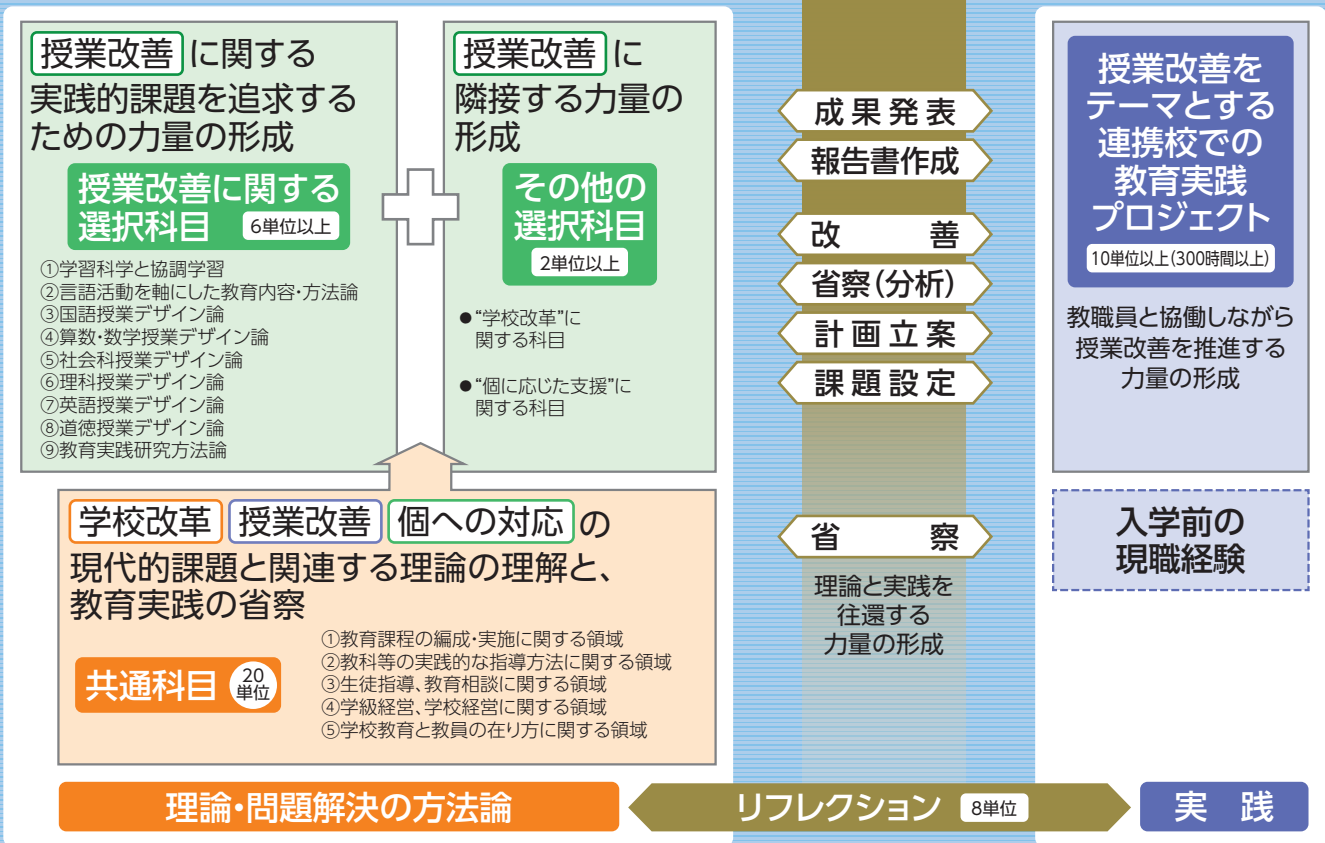 授業改善に関する
実践的課題を追求する
ための力量の形成
授業改善に関する
選択科目 6単位以上
①学習科学と協調学習
②言語活動を軸にした教育内容・方法論
③国語授業デザイン論
④算数・数学授業デザイン論
⑤社会科授業デザイン論
⑥理科授業デザイン論
⑦英語授業デザイン論
⑧道徳授業デザイン論
⑨教育実践研究方法論
授業改善に
隣接する力量の
形成
その他の
選択科目
2単位以上
●“学校改革”に
関する科目
●“個に応じた支援”に
関する科目
学校改革 授業改善 個への対応の
現代的課題と関連する理論の理解と、
教育実践の省察
共通科目 20
単位
①教育課程の編成・実施に関する領域
②教科等の実践的な指導方法に関する領域
③生徒指導、教育相談に関する領域
④学級経営、学校経営に関する領域
⑤学校教育と教員の在り方に関する領域
成果発表
報告書作成
改善
省察(分析)
計画立案
課題設定
省察
理論と実践を
往還する
力量の形成
授業改善を
テーマとする
連携校での
教育実践
プロジェクト
10単位以上(300時間以上)
教職員と協働しながら
授業改善を推進する
力量の形成
入学前の
現職経験
理論・問題解決の方法論
リフレクション 8単位
実践